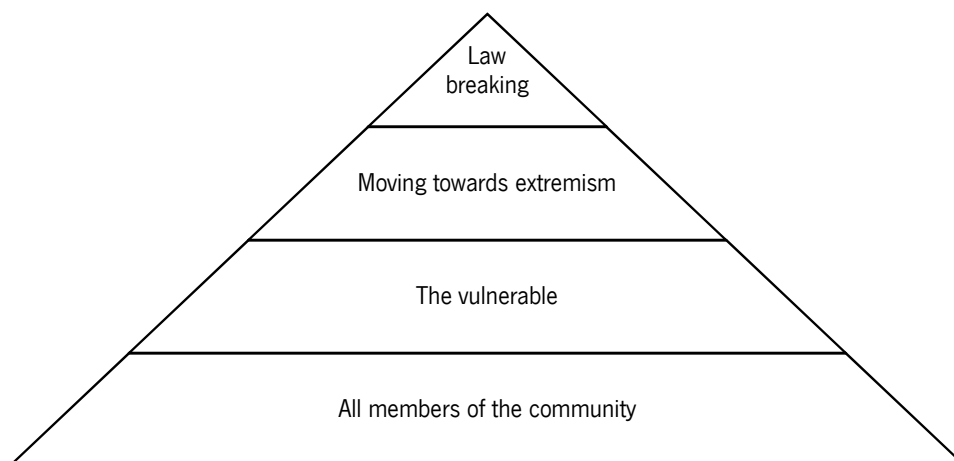 Law
breaking
Moving towards extremism
The vulnerable
All members of the community